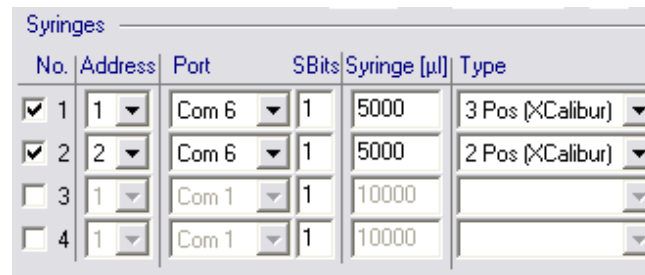 Syringes
No. Address Port SBits Syringe [µl] Type
1 1 Com 6 1 5000 3 Pos (XCalibur)
2 2 Com 6 1 5000 2 Pos (XCalibur)
3 1 Com 1 1 10000
4 1 Com 1 1 10000